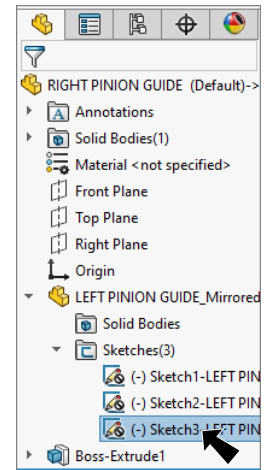 RIGHT PINION GUIDE (Default)->
Annotations
Solid Bodies(1)
Material <not specified>
Front Plane
Top Plane
Right Plane
Origin
LEFT PINION GUIDE_Mirrored
Solid Bodies
Sketches(3)
(-) Sketch1-LEFT PIN
(-) Sketch2-LEFT PIN
(-) Sketch3-LEFT PIN
Boss-Extrude1